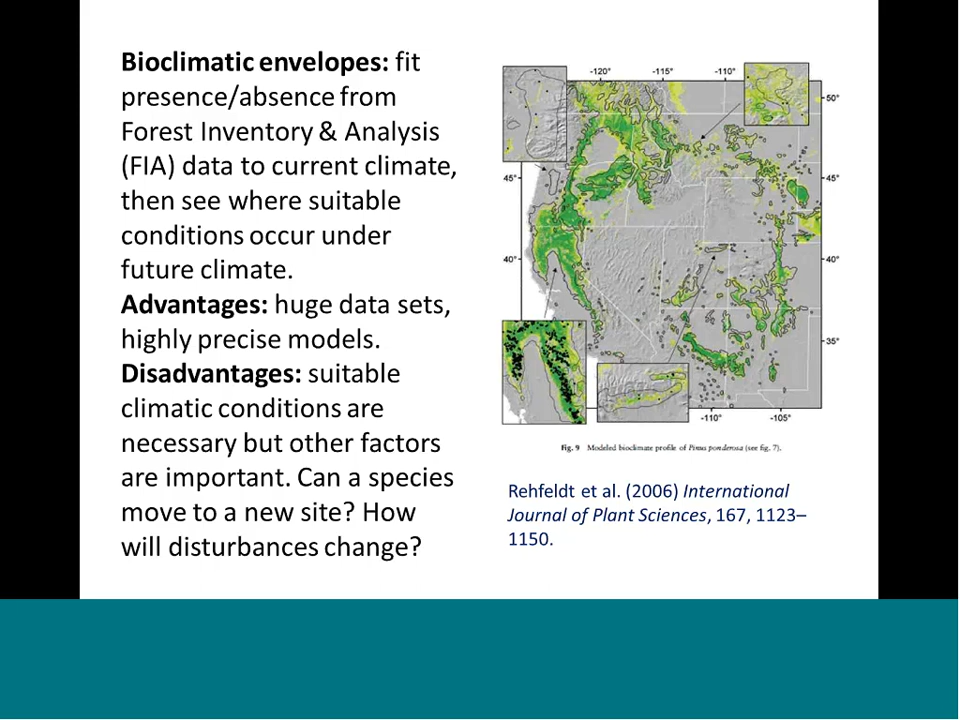 Bioclimatic envelopes: fit
presence/absence from
Forest Inventory & Analysis
(FIA) data to current climate,
then see where suitable
conditions occur under
future climate.
Advantages: huge data sets,
highly precise models.
Disadvantages: suitable
climatic conditions are
necessary but other factors
are important. Can a species
move to a new site? How
will disturbances change?
-120° -115° -110°
50°
45° 45°
40° 40°
35°
-110° -105°
Fig. 9 Modeled bioclimate profile of Pinus ponderosa (see fig. 7).
Rehfeldt et al. (2006) International
Journal of Plant Sciences, 167, 1123–
1150.